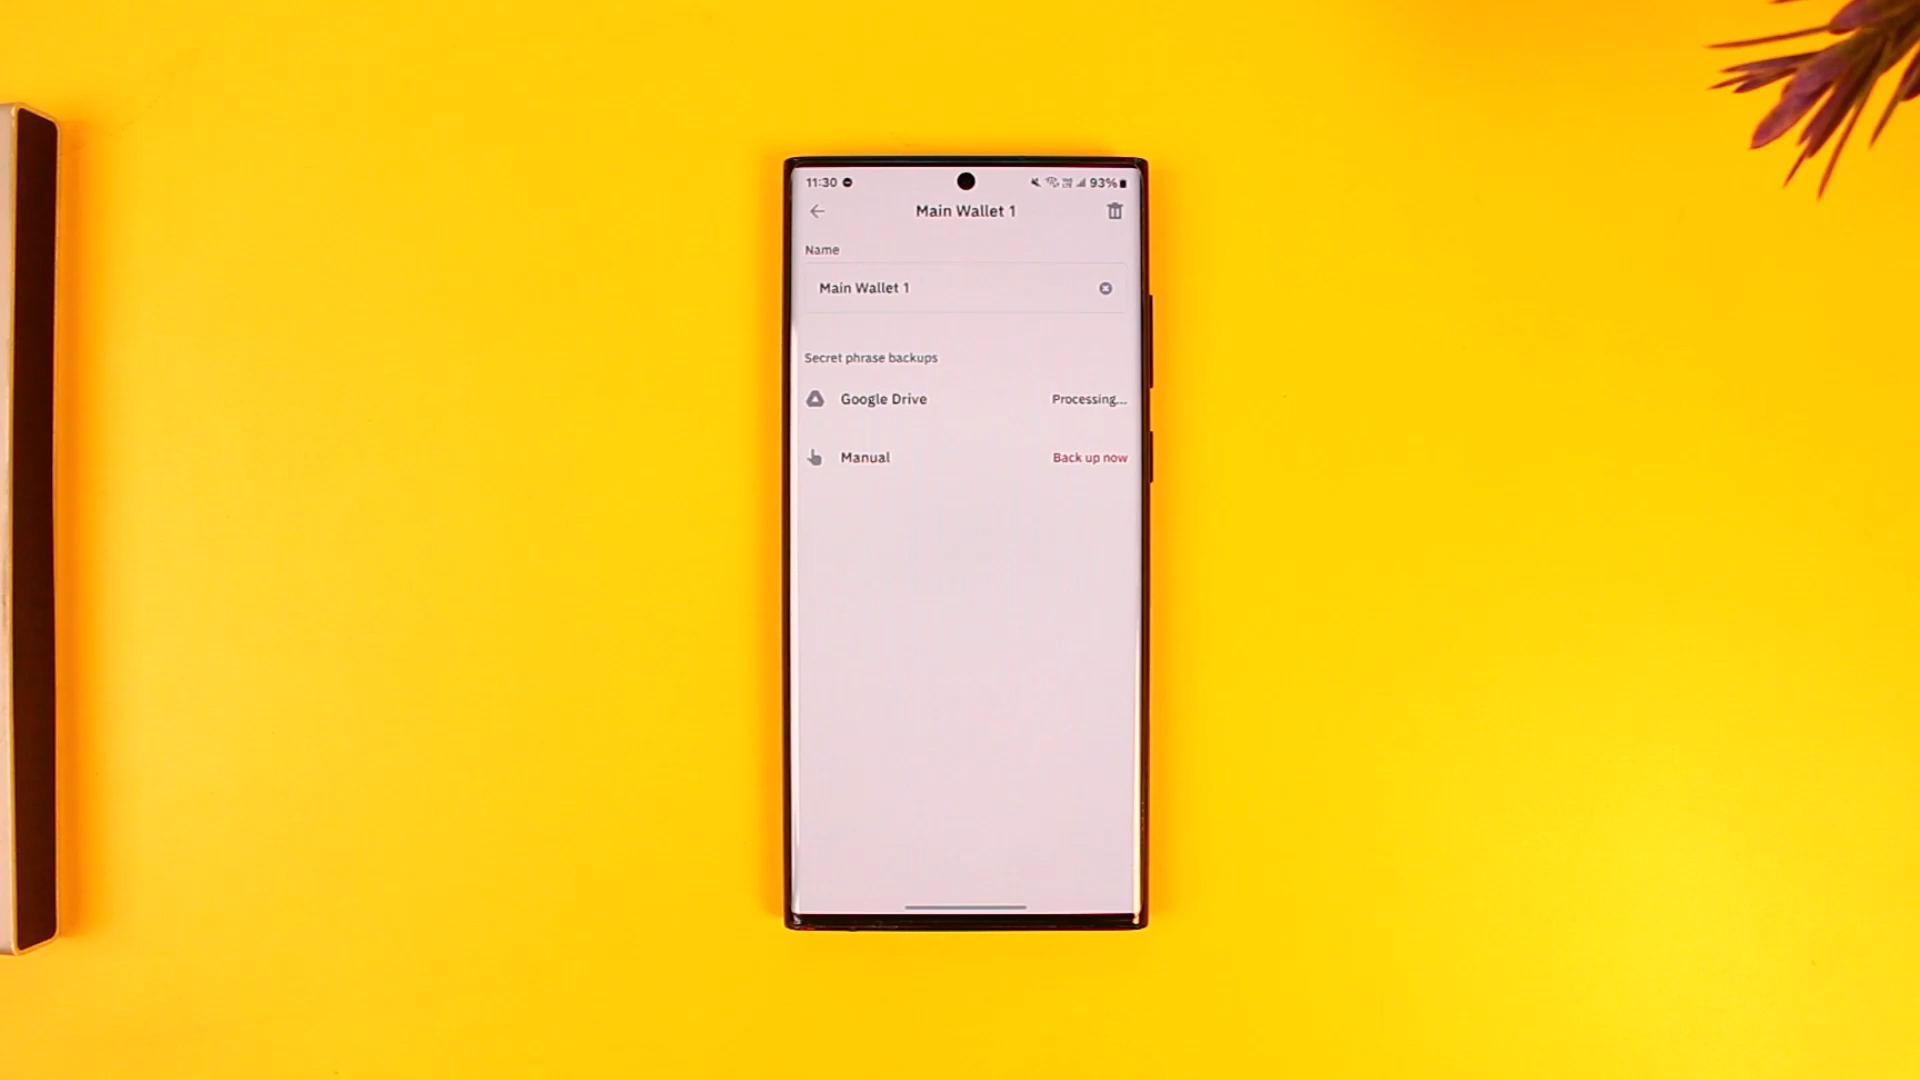 11:30 93%
Main Wallet 1
Name
Main Wallet 1
Secret phrase backups
Google Drive Processing...
Manual Back up now